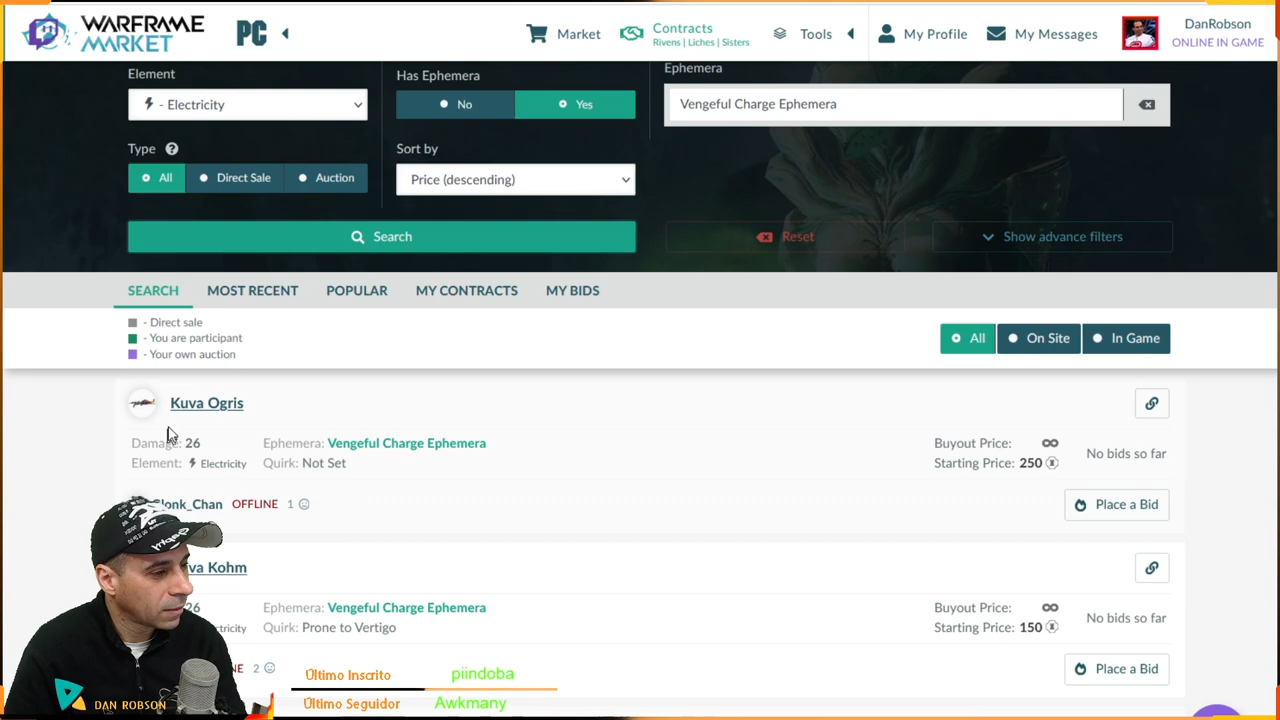 WARFRAME
MARKET
PC
Market
Contracts
Rivens | Liches | Sisters
Tools
My Profile
My Messages
DanRobson
ONLINE IN GAME
Element
Has Ephemera
Ephemera
- Electricity
No
Yes
Vengeful Charge Ephemera
Type
Sort by
All
Direct Sale
Auction
Price (descending)
Search
Reset
Show advance filters
SEARCH
MOST RECENT
POPULAR
MY CONTRACTS
MY BIDS
- Direct sale
- You are participant
- Your own auction
All
On Site
In Game
Kuva Ogris
Damage: 26
Ephemera: Vengeful Charge Ephemera
Buyout Price: ∞
Element: Electricity
Quirk: Not Set
Starting Price: 250
No bids so far
OFFLINE 1
Place a Bid
Kohm
26
Ephemera: Vengeful Charge Ephemera
Buyout Price: ∞
Quirk: Prone to Vertigo
Starting Price: 150
No bids so far
2
Place a Bid
Último Inscrito
piindoba
DAN ROBSON
Último Seguidor
Awkmany